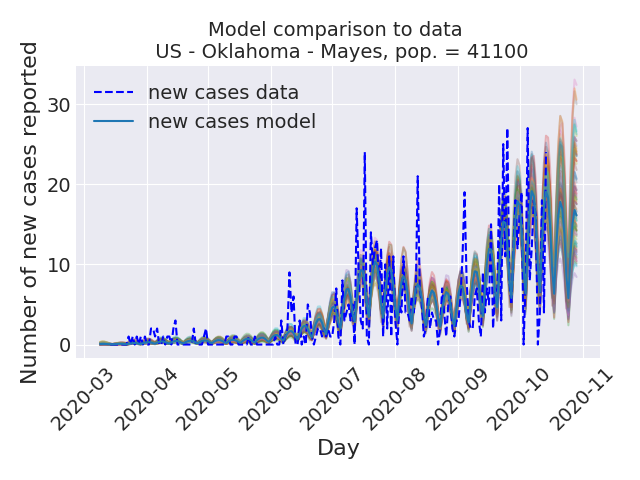 Model comparison to data
US - Oklahoma - Mayes, pop. = 41100
Number of new cases reported
30
20
10
0
new cases data
new cases model
2020-03
2020-04
2020-05
2020-06
2020-07
2020-08
2020-09
2020-10
2020-11
Day